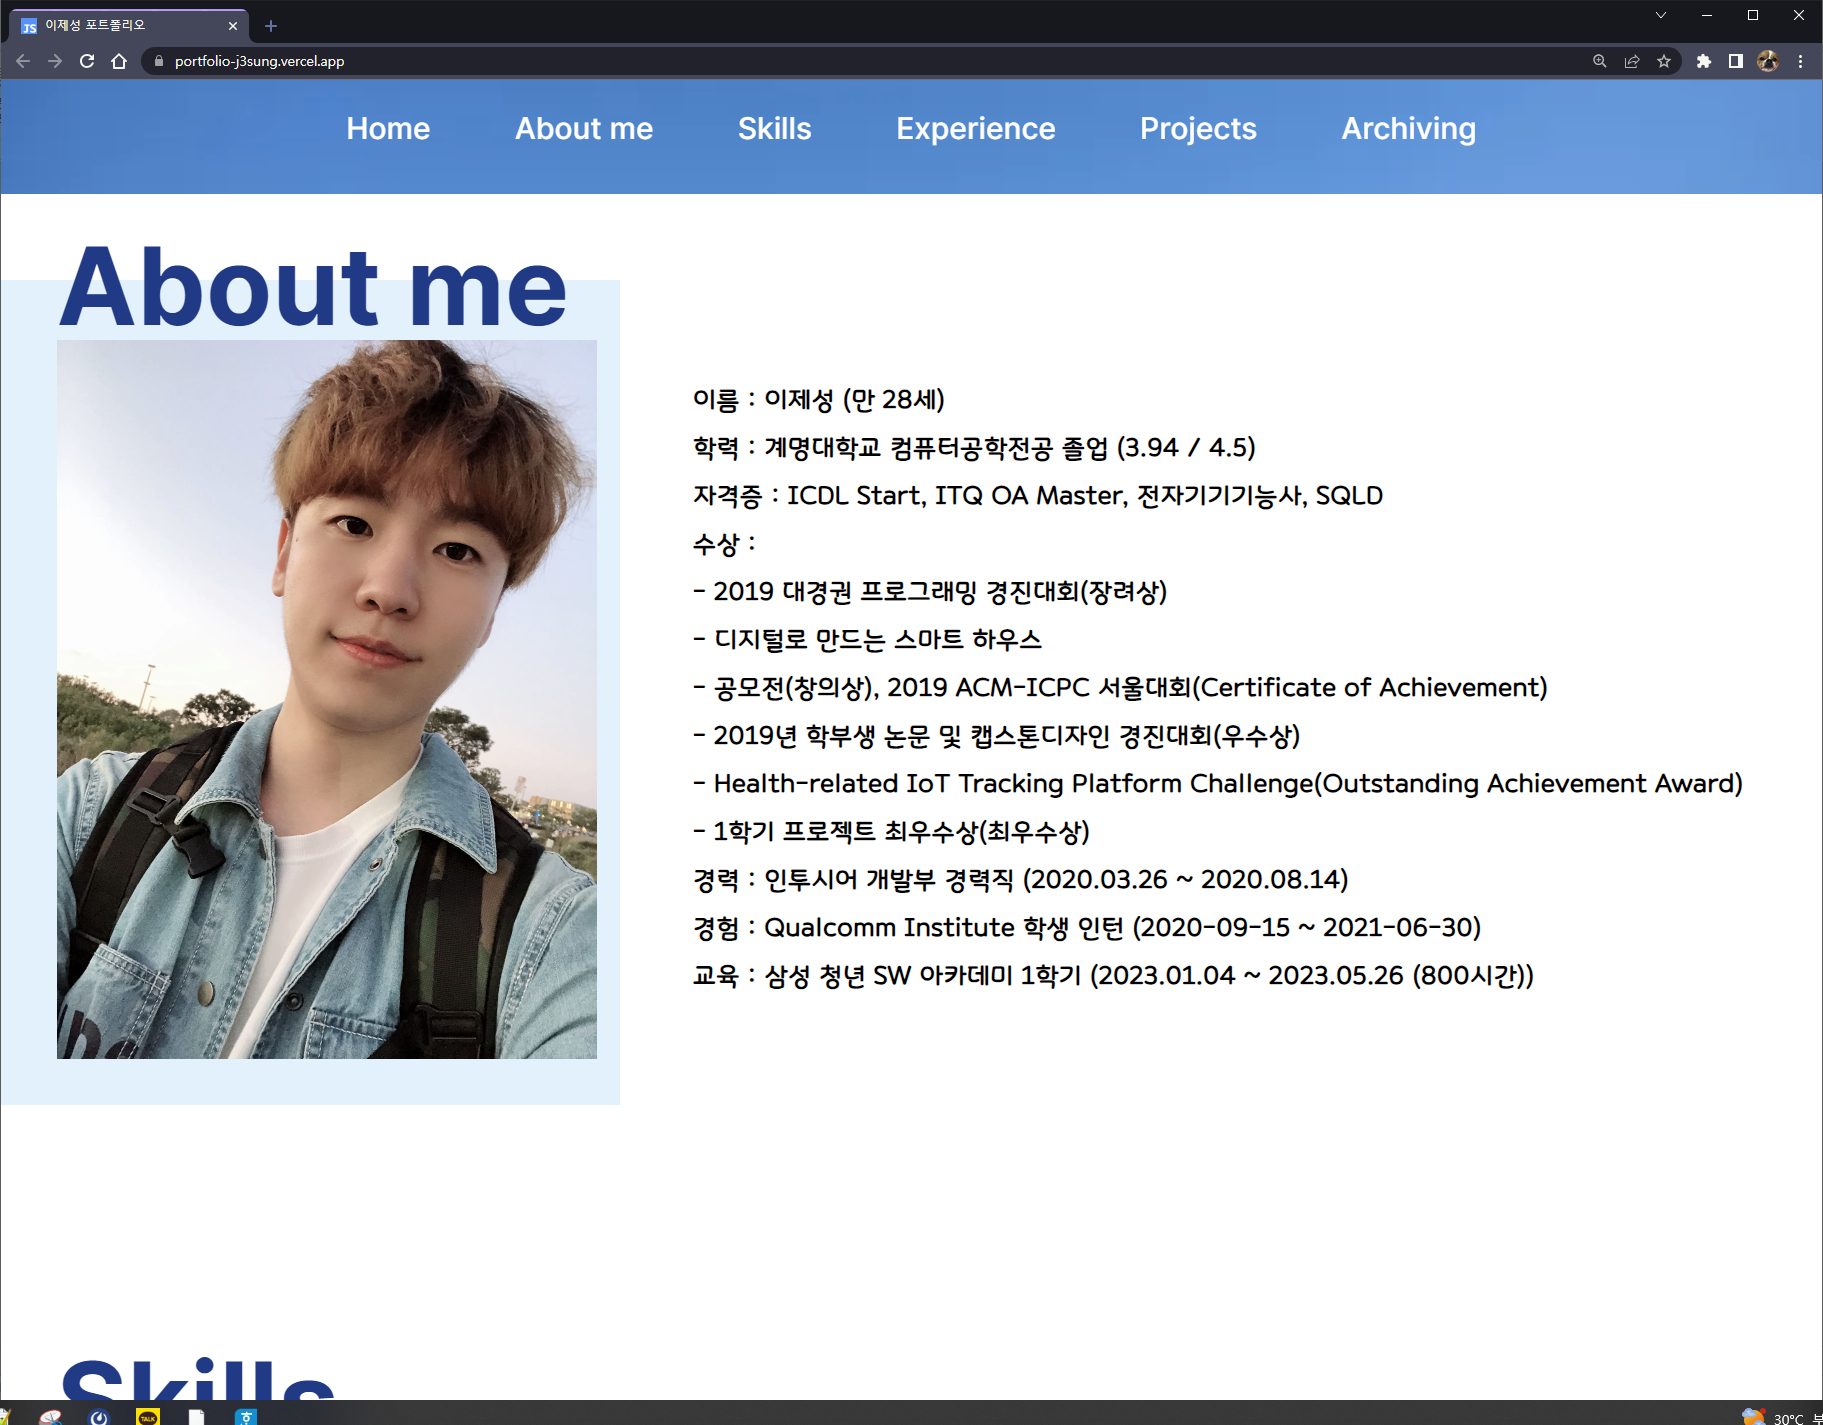 이제성 포트폴리오
portfolio-j3sung.vercel.app
Home About me Skills Experience Projects Archiving
About me
이름 : 이제성 (만 28세)
학력 : 계명대학교 컴퓨터공학전공 졸업 (3.94 / 4.5)
자격증 : ICDL Start, ITQ OA Master, 전자기기기능사, SQLD
수상 :
- 2019 대경권 프로그래밍 경진대회(장려상)
- 디지털로 만드는 스마트 하우스
- 공모전(창의상), 2019 ACM-ICPC 서울대회(Certificate of Achievement)
- 2019년 학부생 논문 및 캡스톤디자인 경진대회(우수상)
- Health-related IoT Tracking Platform Challenge(Outstanding Achievement Award)
- 1학기 프로젝트 최우수상(최우수상)
경력 : 인투시어 개발부 경력직 (2020.03.26 ~ 2020.08.14)
경험 : Qualcomm Institute 학생 인턴 (2020-09-15 ~ 2021-06-30)
교육 : 삼성 청년 SW 아카데미 1학기 (2023.01.04 ~ 2023.05.26 (800시간))
Skills
TALK
30°C